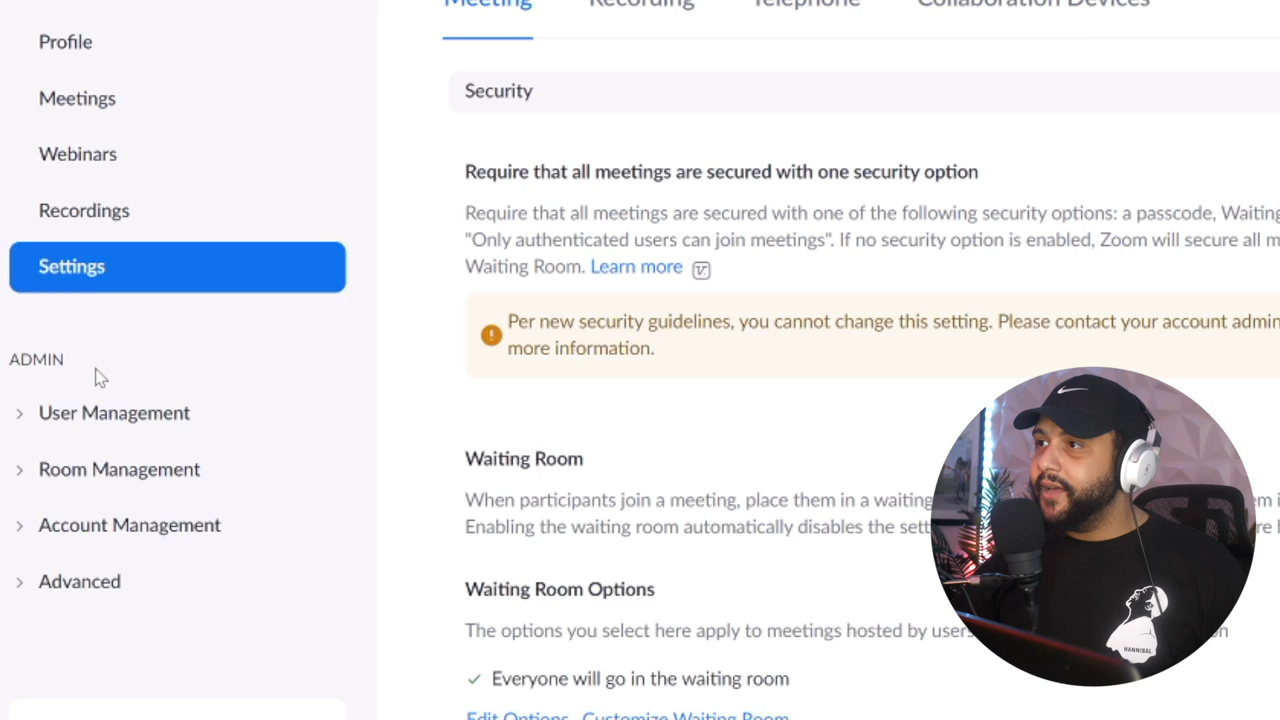 Meeting Recording Telephone Collaboration Devices
Profile
Meetings
Webinars
Recordings
Settings
ADMIN
User Management
Room Management
Account Management
Advanced
Security
Require that all meetings are secured with one security option
Require that all meetings are secured with one of the following security options: a passcode, Waiting
"Only authenticated users can join meetings". If no security option is enabled, Zoom will secure all m
Waiting Room. Learn more
Per new security guidelines, you cannot change this setting. Please contact your account admin
more information.
Waiting Room
When participants join a meeting, place them in a waiting
Enabling the waiting room automatically disables the sett
Waiting Room Options
The options you select here apply to meetings hosted by users
Everyone will go in the waiting room
Edit Options Customize Waiting Room
HANNIBAL